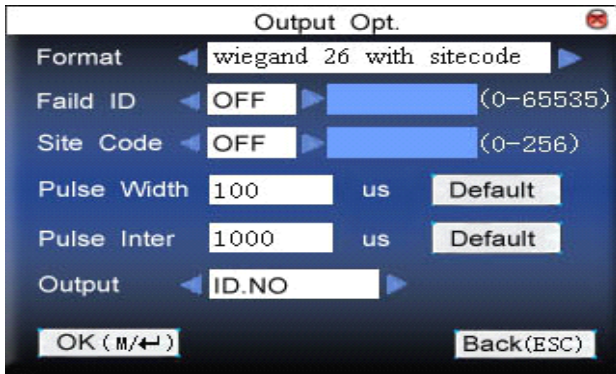 Output Opt.
Format wiegand 26 with sitecode
Faild ID OFF (0-65535)
Site Code OFF (0-256)
Pulse Width 100 us Default
Pulse Inter 1000 us Default
Output ID.NO
OK(M/↵) Back(ESC)